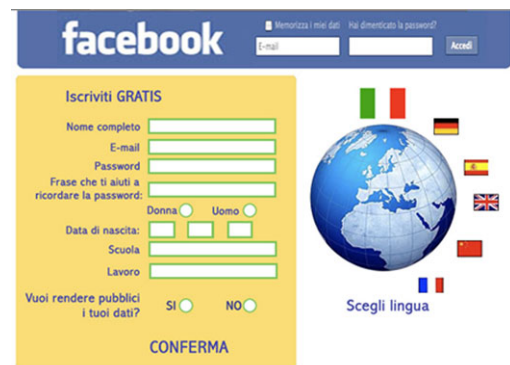 facebook
Memorizza i miei dati Hai dimenticato la password?
E-mail
Accedi
Iscriviti GRATIS
Nome completo
E-mail
Password
Frase che ti aiuti a
ricordare la password:
Donna Uomo
Data di nascita:
Scuola
Lavoro
Vuoi rendere pubblici
i tuoi dati?
SI NO
CONFERMA
Scegli lingua